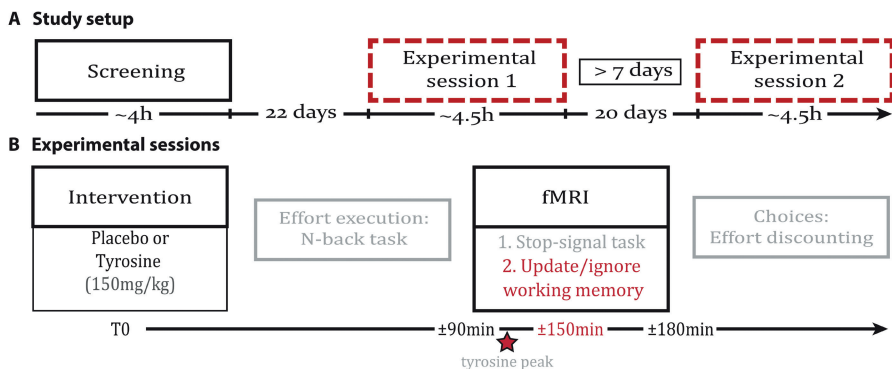 A Study setup
Screening
Experimental
session 1
> 7 days
Experimental
session 2
~4h
22 days
~4.5h
20 days
~4.5h
B Experimental sessions
Intervention
Placebo or
Tyrosine
(150mg/kg)
Effort execution:
N-back task
fMRI
1. Stop-signal task
2. Update/ignore
working memory
Choices:
Effort discounting
T0
±90min
±150min
±180min
tyrosine peak